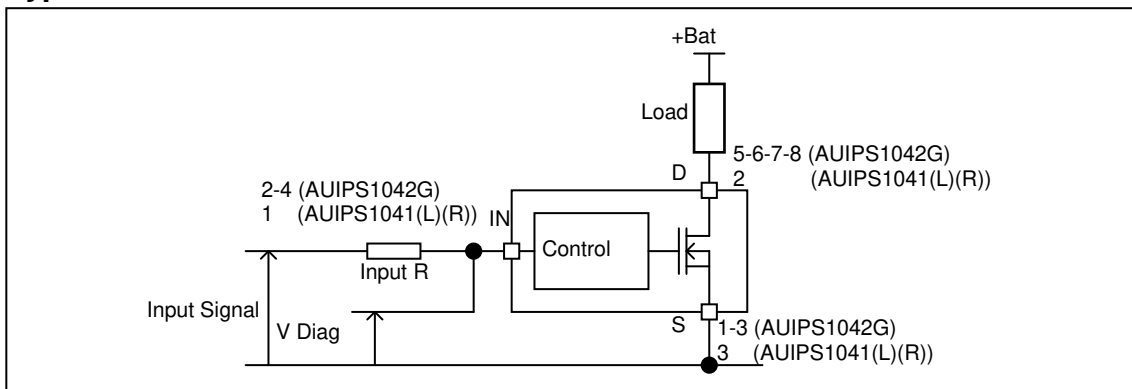 +Bat
Load
5-6-7-8 (AUIPS1042G)
D
2
(AUIPS1041(L)(R))
2-4 (AUIPS1042G)
1 (AUIPS1041(L)(R))
IN
Control
Input R
Input Signal
V Diag
S
1-3 (AUIPS1042G)
3 (AUIPS1041(L)(R))